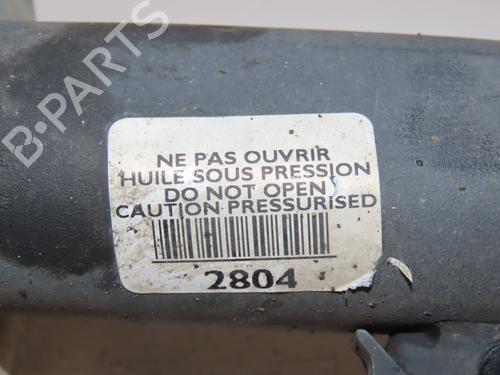 B-PARTS
NE PAS OUVRIR
HUILE SOUS PRESSION
DO NOT OPEN
CAUTION PRESSURISED
2804